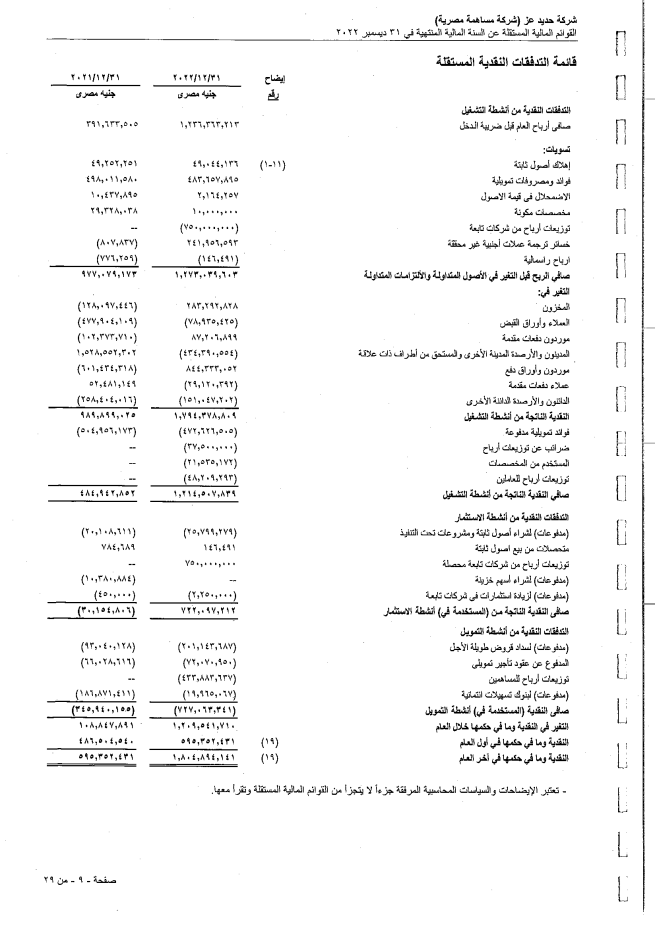 شركة حديد عز (شركة مساهمة مصرية)
القوائم المالية المستقلة عن السنة المالية المنتهية في ٣١ ديسمبر ٢٠٢٢
قائمة التدفقات النقدية المستقلة
إيضاح ٢٠٢٢/١٢/٣١ ٢٠٢١/١٢/٣١
رقم جنيه مصرى جنيه مصرى
التدفقات النقدية من أنشطة التشغيل
صافى أرباح العام قبل ضريبة الدخل ١,٢٣٦,٣٦٣,٢١٣ ٣٩١,٦٣٣,٥٠٥
تسويات:
إهلاك أصول ثابتة (١١-١) ٤٩,٠٤٤,١٣٦ ٤٩,٢٥٢,٢٥١
فوائد ومصروفات تمويلية ٤٨٣,٦٥٧,٨٩٥ ٤٩٨,٠١١,٥٨٠
الاضمحلال فى قيمة الاصول ٢,١٦٤,٢٥٧ ١٠,٤٣٧,٨٩٥
مخصصات مكونة ١٠,٠٠٠,٠٠٠ ٢٩,٣٢٨,٠٣٨
توزيعات أرباح من شركات تابعة (٧٥٠,٠٠٠,٠٠٠) --
خسائر ترجمة عملات أجنبية غير محققة ٢٤١,٩٥٦,٥٩٣ (٨٠٧,٨٣٧)
ارباح راسمالية (١٤٦,٤٩١) (٧٧٦,٢٥٩)
صافي الربح قبل التغير في الأصول المتداولة والألتزامات المتداولة ١,٢٧٣,٠٣٩,٦٠٣ ٩٧٧,٠٧٩,١٧٣
التغير في:
المخزون ٢٨٣,٢٩٢,٨٢٨ (١٢٨,٠٩٧,٤٤٦)
العملاء وأوراق القبض (٧٨,٩٣٥,٤٢٥) (٤٧٧,٩٠٤,١٠٩)
موردون دفعات مقدمة ٨٧,٢٠٦,٨٩٩ (١٠٢,٣٧٣,٧١٠)
المدينون والأرصدة المدينة الأخرى والمستحق من أطراف ذات علاقة (٤٣٤,٣٩٠,٥٥٤) ١,٥٢٨,٥٥٢,٣٠٢
موردون وأوراق دفع ٨٤٤,٣٣٣,٠٥٢ (٦٠١,٤٣٤,٣١٨)
عملاء دفعات مقدمة (٢٩,١٢٠,٣٩٢) ٥٢,٤٨١,١٤٩
الدائنون والأرصدة الدائنة الأخرى (١٥١,٠٤٧,٢٠٢) (٢٥٨,٤٠٤,٠١٦)
النقدية الناتجة من أنشطة التشغيل ١,٧٩٤,٣٧٨,٨٠٩ ٩٨٩,٨٩٩,٠٢٥
فوائد تمويلية مدفوعة (٤٧٢,٦٢٦,٥٠٥) (٥٠٤,٩٥٦,١٧٣)
ضرائب عن توزيعات أرباح (٣٧,٥٠٠,٠٠٠) --
المستخدم من المخصصات (٢١,٥٣٥,١٧٢) --
توزيعات أرباح للعاملين (٤٨,٢٠٩,٢٩٣) --
صافي النقدية الناتجة من أنشطة التشغيل ١,٢١٤,٥٠٧,٨٣٩ ٤٨٤,٩٤٢,٨٥٢
التدفقات النقدية من أنشطة الاستثمار
(مدفوعات) لشراء أصول ثابتة ومشروعات تحت التنفيذ (٢٥,٧٩٩,٢٧٩) (٢٠,١٠٨,٦١١)
متحصلات من بيع اصول ثابتة ١٤٦,٤٩١ ٧٨٤,٦٨٩
توزيعات أرباح من شركات تابعة محصلة ٧٥٠,٠٠٠,٠٠٠ --
(مدفوعات) لشراء أسهم خزينة -- (١٠,٣٨٠,٨٨٤)
(مدفوعات) لزيادة استثمارات فى شركات تابعة (٢,٢٥٠,٠٠٠) (٤٥٠,٠٠٠)
صافى النقدية الناتجة من (المستخدمة في) أنشطة الاستثمار ٧٢٢,٠٩٧,٢١٢ (٣٠,١٥٤,٨٠٦)
التدفقات النقدية من أنشطة التمويل
(مدفوعات) لسداد قروض طويلة الأجل (٢٠١,١٤٣,٦٨٧) (٩٣,٠٤٠,١٢٨)
المدفوع عن عقود تأجير تمويلي (٧٢,٠٧٠,٩٥٠) (٦٦,٠٢٨,٦١٦)
توزيعات أرباح للمساهمين (٤٣٣,٨٨٣,٦٣٧) --
(مدفوعات) لبنوك تسهيلات ائتمانية (١٩,٩٦٥,٠٦٧) (١٨٦,٨٧١,٤١١)
صافى النقدية (المستخدمة في) أنشطة التمويل (٧٢٧,٠٦٣,٣٤١) (٣٤٥,٩٤٠,١٥٥)
التغير في النقدية وما في حكمها خلال العام ١,٢٠٩,٥٤١,٧١٠ ١٠٨,٨٤٧,٨٩١
النقدية وما في حكمها في أول العام (١٩) ٥٩٥,٣٥٢,٤٣١ ٤٨٦,٥٠٤,٥٤٠
النقدية وما في حكمها في أخر العام (١٩) ١,٨٠٤,٨٩٤,١٤١ ٥٩٥,٣٥٢,٤٣١
- تعتبر الإيضاحات والسياسات المحاسبية المرفقة جزءاً لا يتجزأ من القوائم المالية المستقلة وتقرأ معها.
صفحة - ٩ - من ٢٩